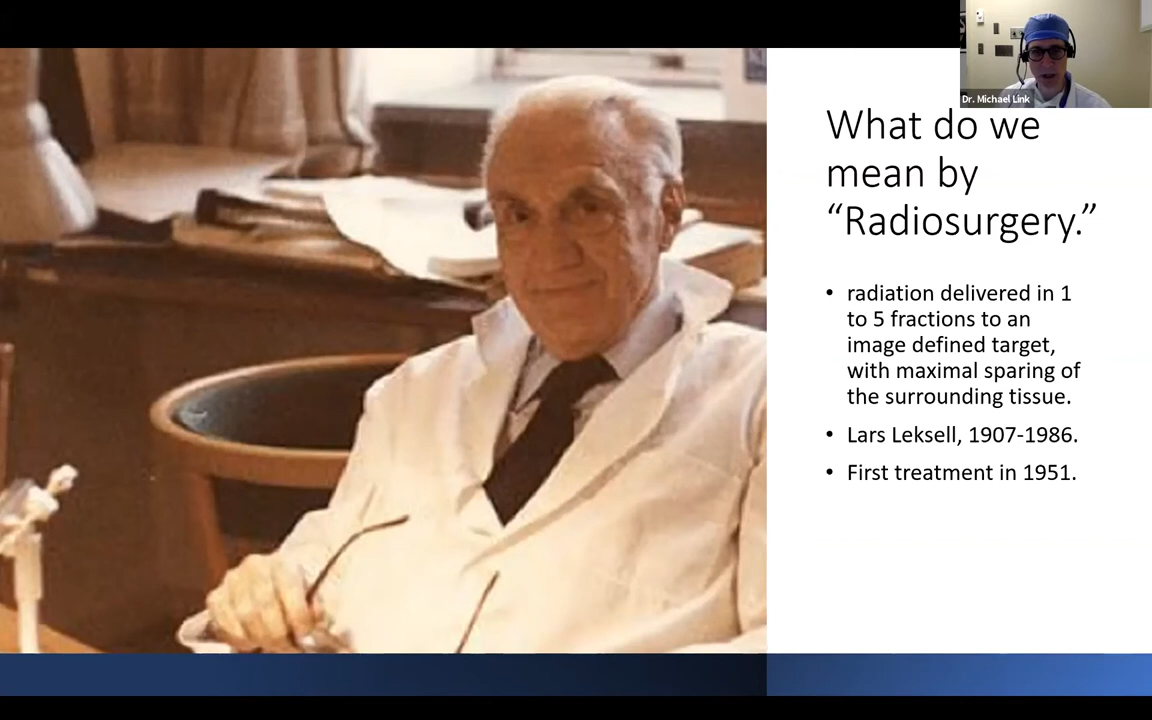 Dr. Michael Link
What do we
mean by
“Radiosurgery.”
• radiation delivered in 1
to 5 fractions to an
image defined target,
with maximal sparing of
the surrounding tissue.
• Lars Leksell, 1907-1986.
• First treatment in 1951.